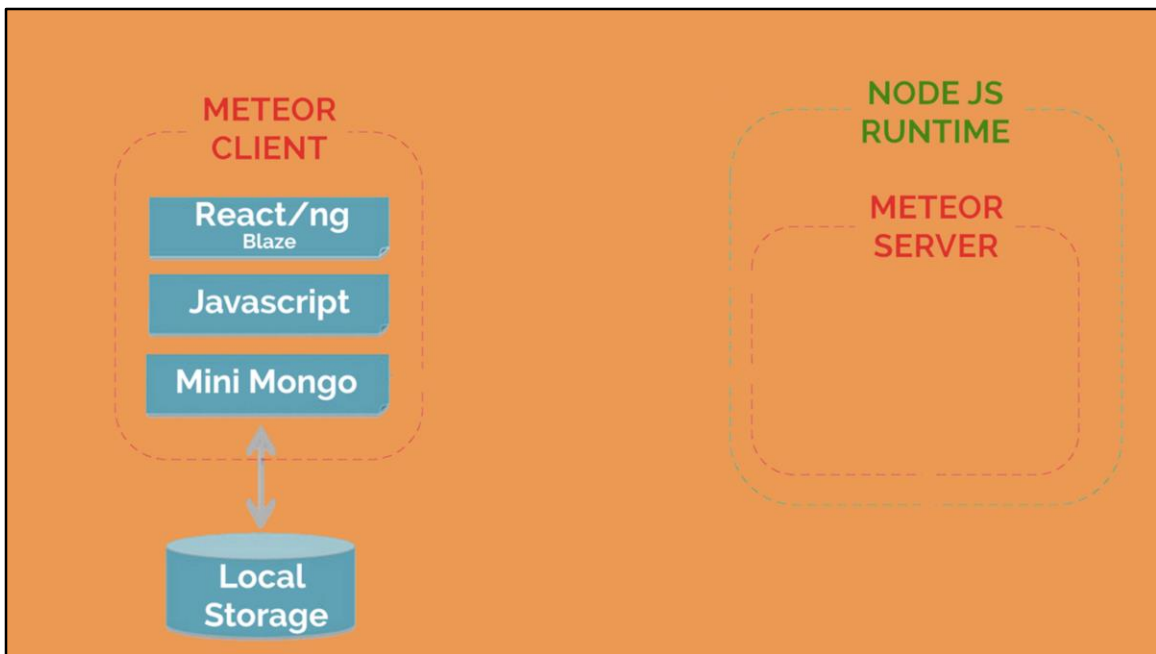 METEOR
CLIENT
React/ng
Blaze
Javascript
Mini Mongo
Local
Storage
NODE JS
RUNTIME
METEOR
SERVER